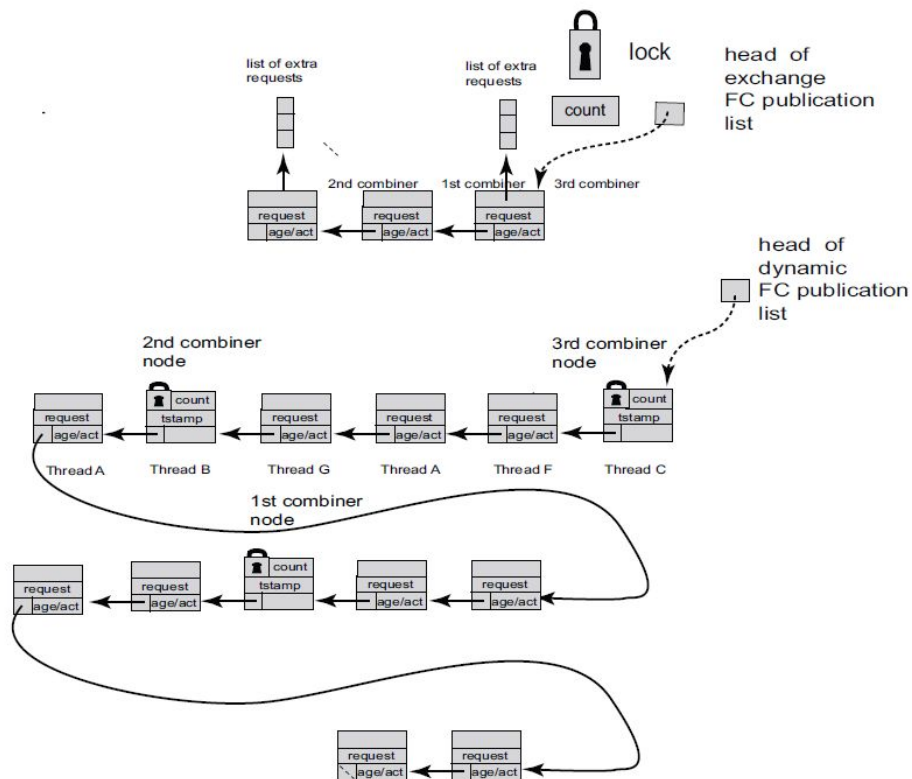 list of extra
requests
list of extra
requests
lock
count
head of
exchange
FC publication
list
2nd combiner
1st combiner
3rd combiner
request
age/act
request
age/act
request
age/act
head of
dynamic
FC publication
list
2nd combiner
node
3rd combiner
node
request
age/act
count
tstamp
request
age/act
request
age/act
request
age/act
count
tstamp
Thread A
Thread B
Thread G
Thread A
Thread F
Thread C
1st combiner
node
request
age/act
request
age/act
count
tstamp
request
age/act
request
age/act
request
age/act
request
age/act